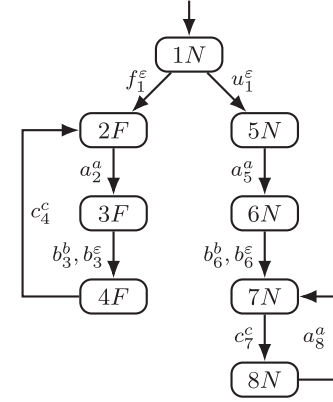 1N
f_1^ε u_1^ε
2F 5N
a_2^a a_5^a
3F 6N
c_4^c
b_3^b, b_3^ε b_6^b, b_6^ε
4F 7N
c_7^c a_8^a
8N